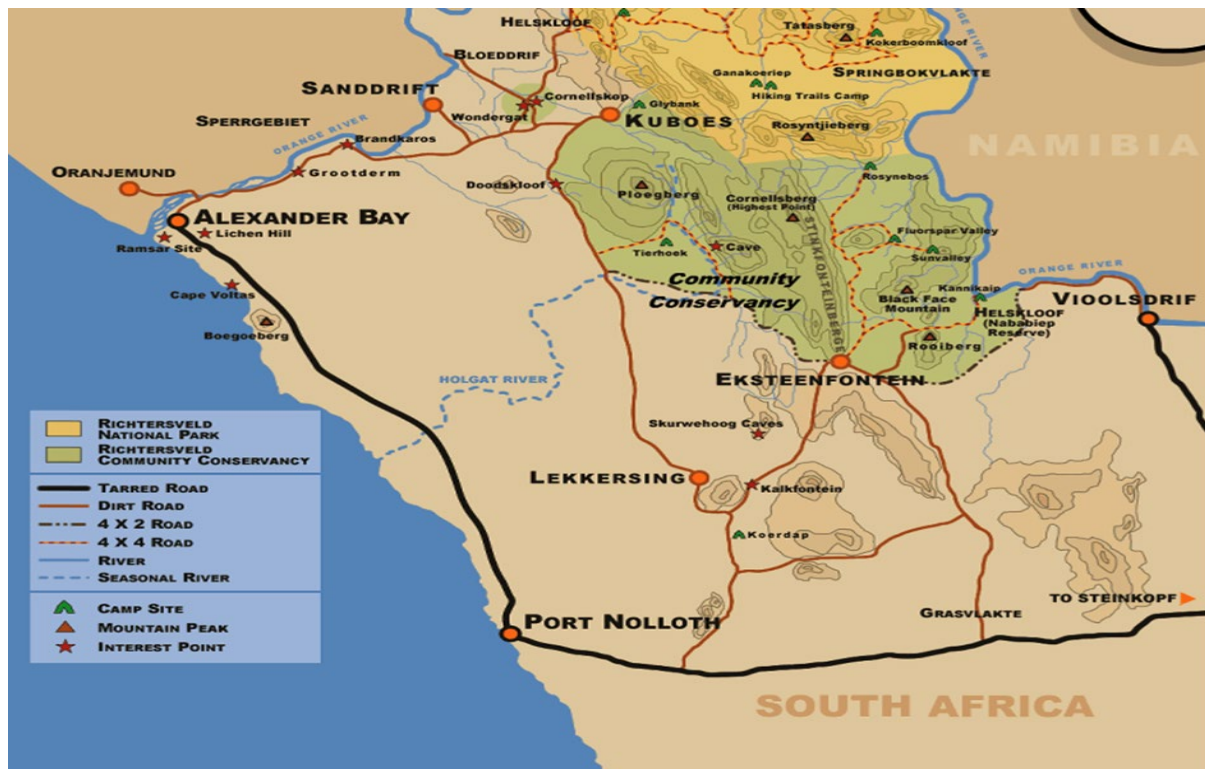 Helskloof
Tatasberg
Kokerboomkloof
Orange River
Bloeddrif
Ganakoeriep
Springbokvlakte
Hiking Trails Camp
Sanddrift
Cornellskop
Glybank
Wondergat
Kuboes
Sperrgebiet
Orange River
Brandkaros
Rosyntjieberg
Namibia
Oranjemund
Grootderm
Doodskloof
Rosynebos
Ploegberg
Cornellsberg
(Highest Point)
Alexander Bay
Lichen Hill
Ramsar Site
Stinkfonteinberge
Fluorspar Valley
Tierhoek
Cave
Sunvalley
Community
Conservancy
Cape Voltas
Boegoeberg
Kannikaip
Orange River
Black Face
Mountain
Helskloof
(Nababiep
Reserve)
Vioolsdrif
Rooiberg
Holgat River
Eksteenfontein
Skurwehoog Caves
Lekkersing
Kalkfontein
Koerdap
Richtersveld
National Park
Richtersveld
Community Conservancy
Tarred Road
Dirt Road
4 x 2 Road
4 x 4 Road
River
Seasonal River
Camp Site
Mountain Peak
Interest Point
Port Nolloth
Grasvlakte
To Steinkopf
South Africa